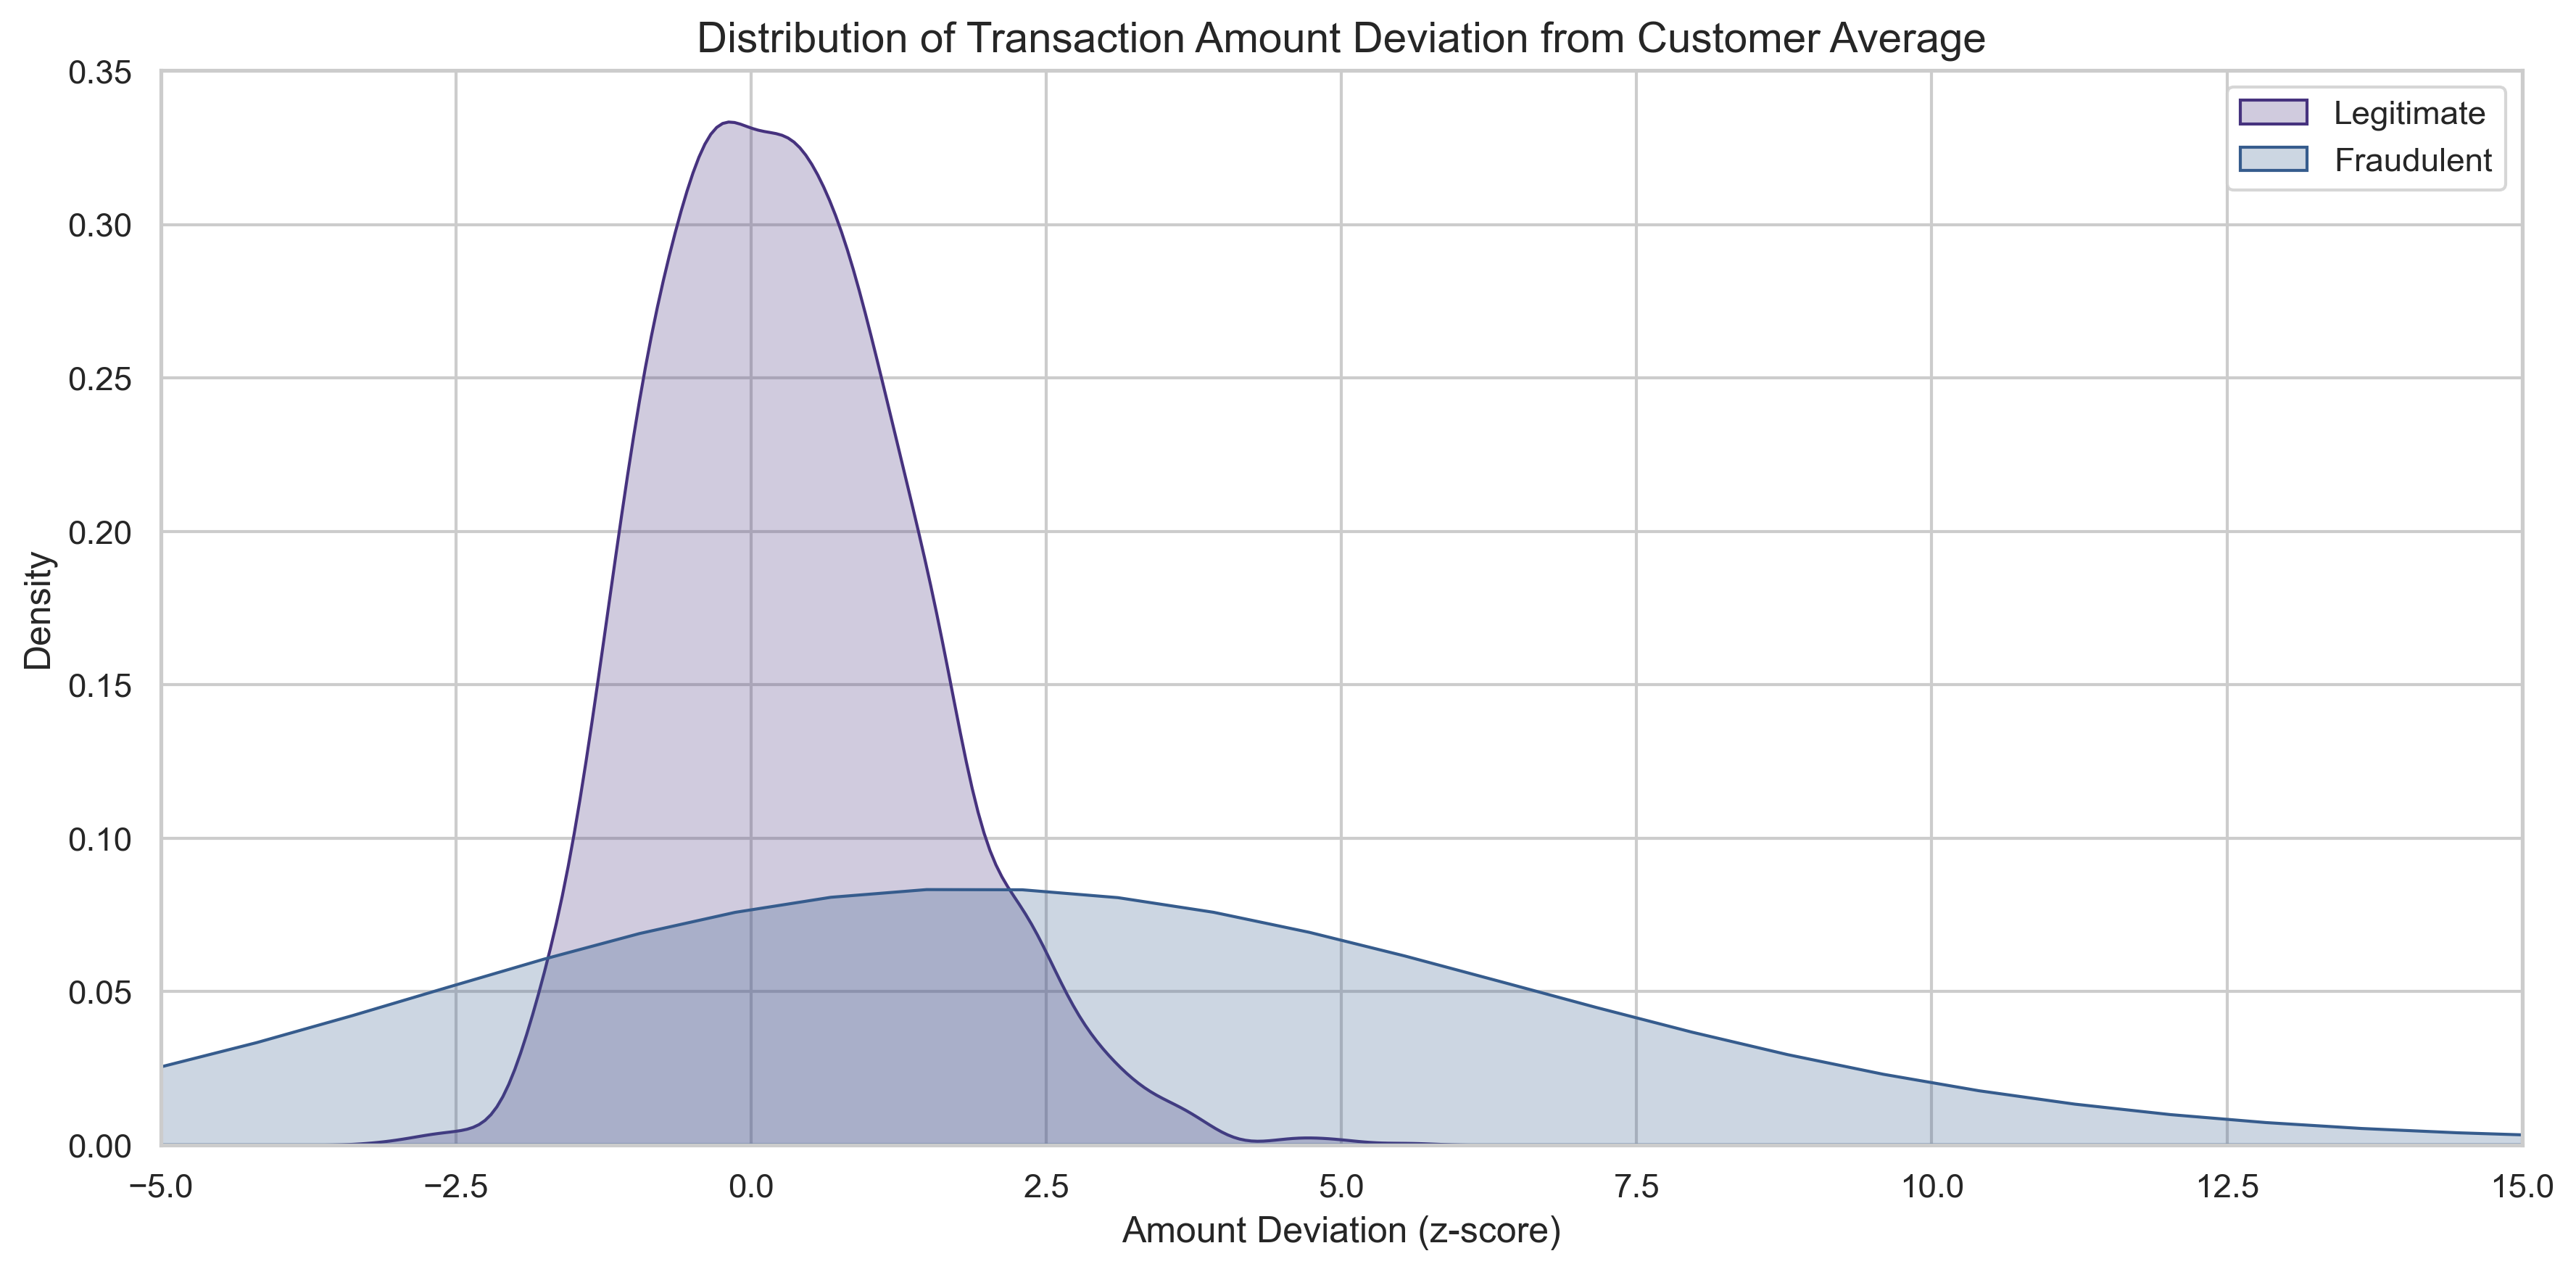 Distribution of Transaction Amount Deviation from Customer Average
0.35
0.30
0.25
0.20
0.15
0.10
0.05
0.00
Density
Legitimate
Fraudulent
−5.0 −2.5 0.0 2.5 5.0 7.5 10.0 12.5 15.0
Amount Deviation (z-score)